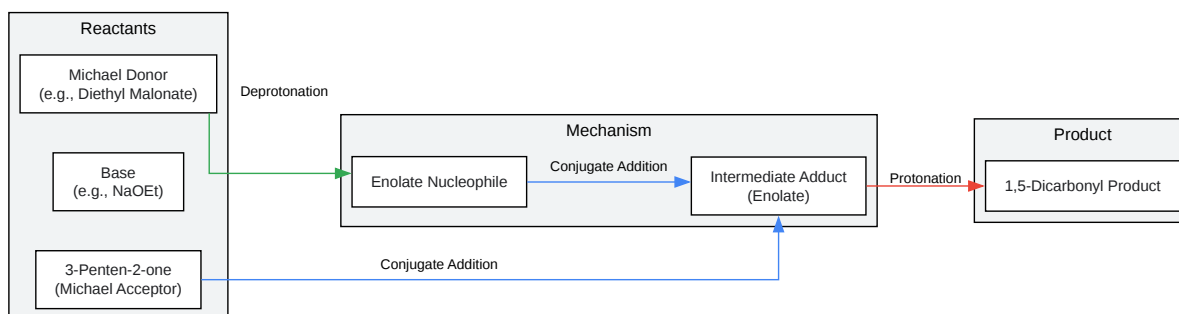 Reactants
Michael Donor
(e.g., Diethyl Malonate)
Deprotonation
Base
(e.g., NaOEt)
3-Penten-2-one
(Michael Acceptor)
Conjugate Addition
Mechanism
Enolate Nucleophile
Conjugate Addition
Intermediate Adduct
(Enolate)
Protonation
Product
1,5-Dicarbonyl Product